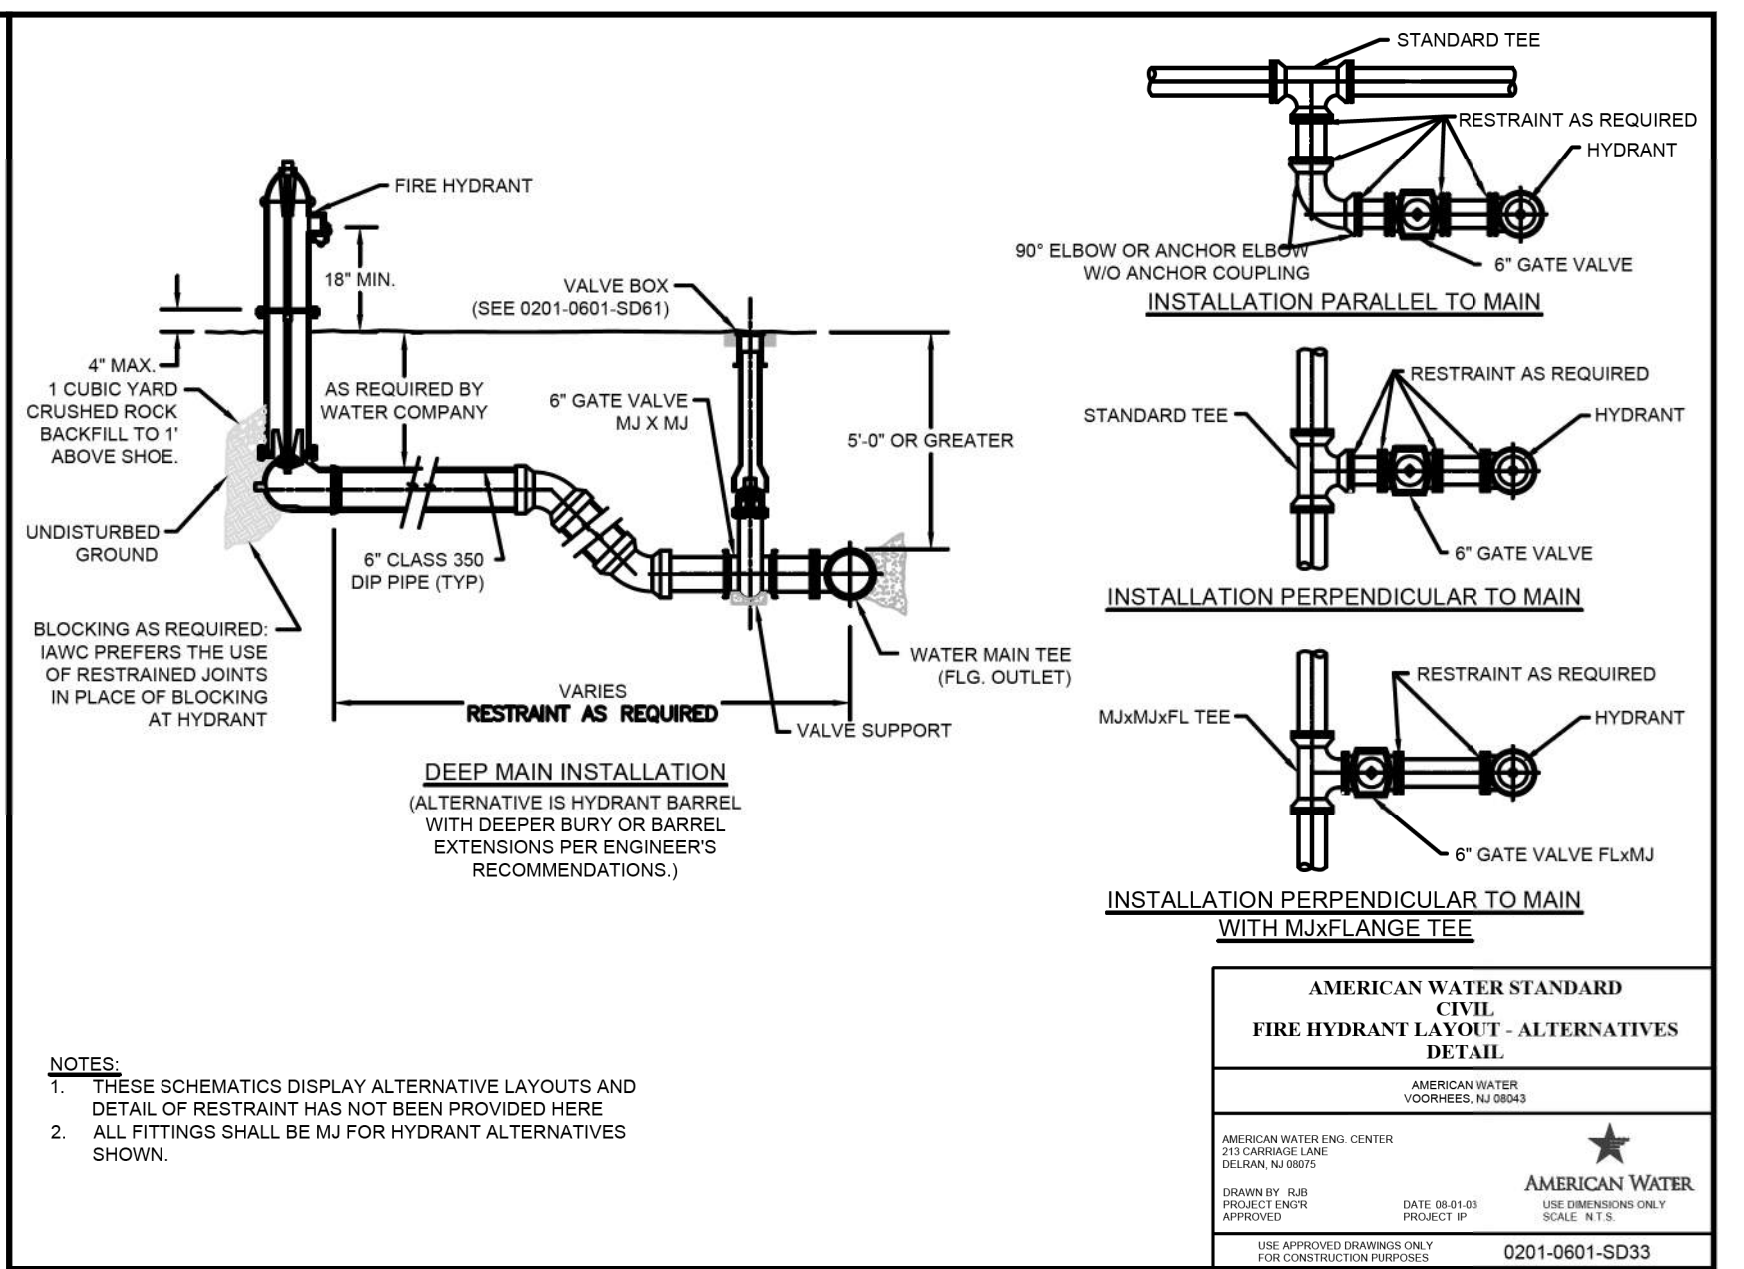 STANDARD TEE
RESTRAINT AS REQUIRED
HYDRANT
90° ELBOW OR ANCHOR ELBOW
W/O ANCHOR COUPLING
6" GATE VALVE
INSTALLATION PARALLEL TO MAIN
FIRE HYDRANT
18" MIN.
VALVE BOX
(SEE 0201-0601-SD61)
4" MAX.
1 CUBIC YARD
CRUSHED ROCK
BACKFILL TO 1'
ABOVE SHOE.
AS REQUIRED BY
WATER COMPANY
6" GATE VALVE
MJ X MJ
5'-0" OR GREATER
UNDISTURBED
GROUND
6" CLASS 350
DIP PIPE (TYP)
BLOCKING AS REQUIRED:
IAWC PREFERS THE USE
OF RESTRAINED JOINTS
IN PLACE OF BLOCKING
AT HYDRANT
WATER MAIN TEE
(FLG. OUTLET)
VARIES
RESTRAINT AS REQUIRED
VALVE SUPPORT
DEEP MAIN INSTALLATION
(ALTERNATIVE IS HYDRANT BARREL
WITH DEEPER BURY OR BARREL
EXTENSIONS PER ENGINEER'S
RECOMMENDATIONS.)
RESTRAINT AS REQUIRED
STANDARD TEE
HYDRANT
6" GATE VALVE
INSTALLATION PERPENDICULAR TO MAIN
RESTRAINT AS REQUIRED
MJxMJxFL TEE
HYDRANT
6" GATE VALVE FLxMJ
INSTALLATION PERPENDICULAR TO MAIN
WITH MJxFLANGE TEE
NOTES:
1. THESE SCHEMATICS DISPLAY ALTERNATIVE LAYOUTS AND
DETAIL OF RESTRAINT HAS NOT BEEN PROVIDED HERE
2. ALL FITTINGS SHALL BE MJ FOR HYDRANT ALTERNATIVES
SHOWN.
AMERICAN WATER STANDARD
CIVIL
FIRE HYDRANT LAYOUT - ALTERNATIVES
DETAIL
AMERICAN WATER
VOORHEES, NJ 08043
AMERICAN WATER ENG. CENTER
213 CARRIAGE LANE
DELRAN, NJ 08075
DRAWN BY RJB
PROJECT ENG'R
APPROVED
DATE 08-01-03
PROJECT IP
AMERICAN WATER
USE DIMENSIONS ONLY
SCALE N.T.S.
USE APPROVED DRAWINGS ONLY
FOR CONSTRUCTION PURPOSES
0201-0601-SD33